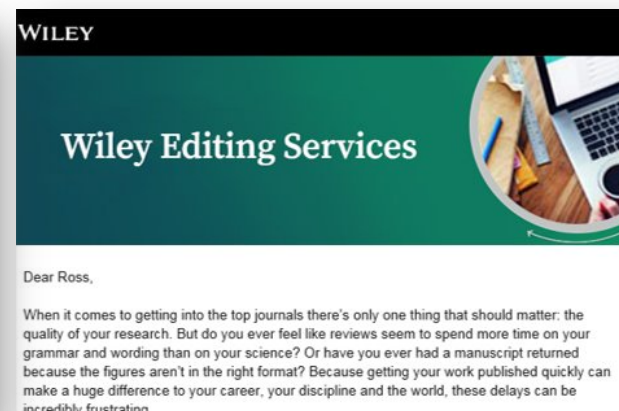 WILEY
Wiley Editing Services
Dear Ross,
When it comes to getting into the top journals there's only one thing that should matter: the
quality of your research. But do you ever feel like reviews seem to spend more time on your
grammar and wording than on your science? Or have you ever had a manuscript returned
because the figures aren't in the right format? Because getting your work published quickly can
make a huge difference to your career, your discipline and the world, these delays can be
incredibly frustrating